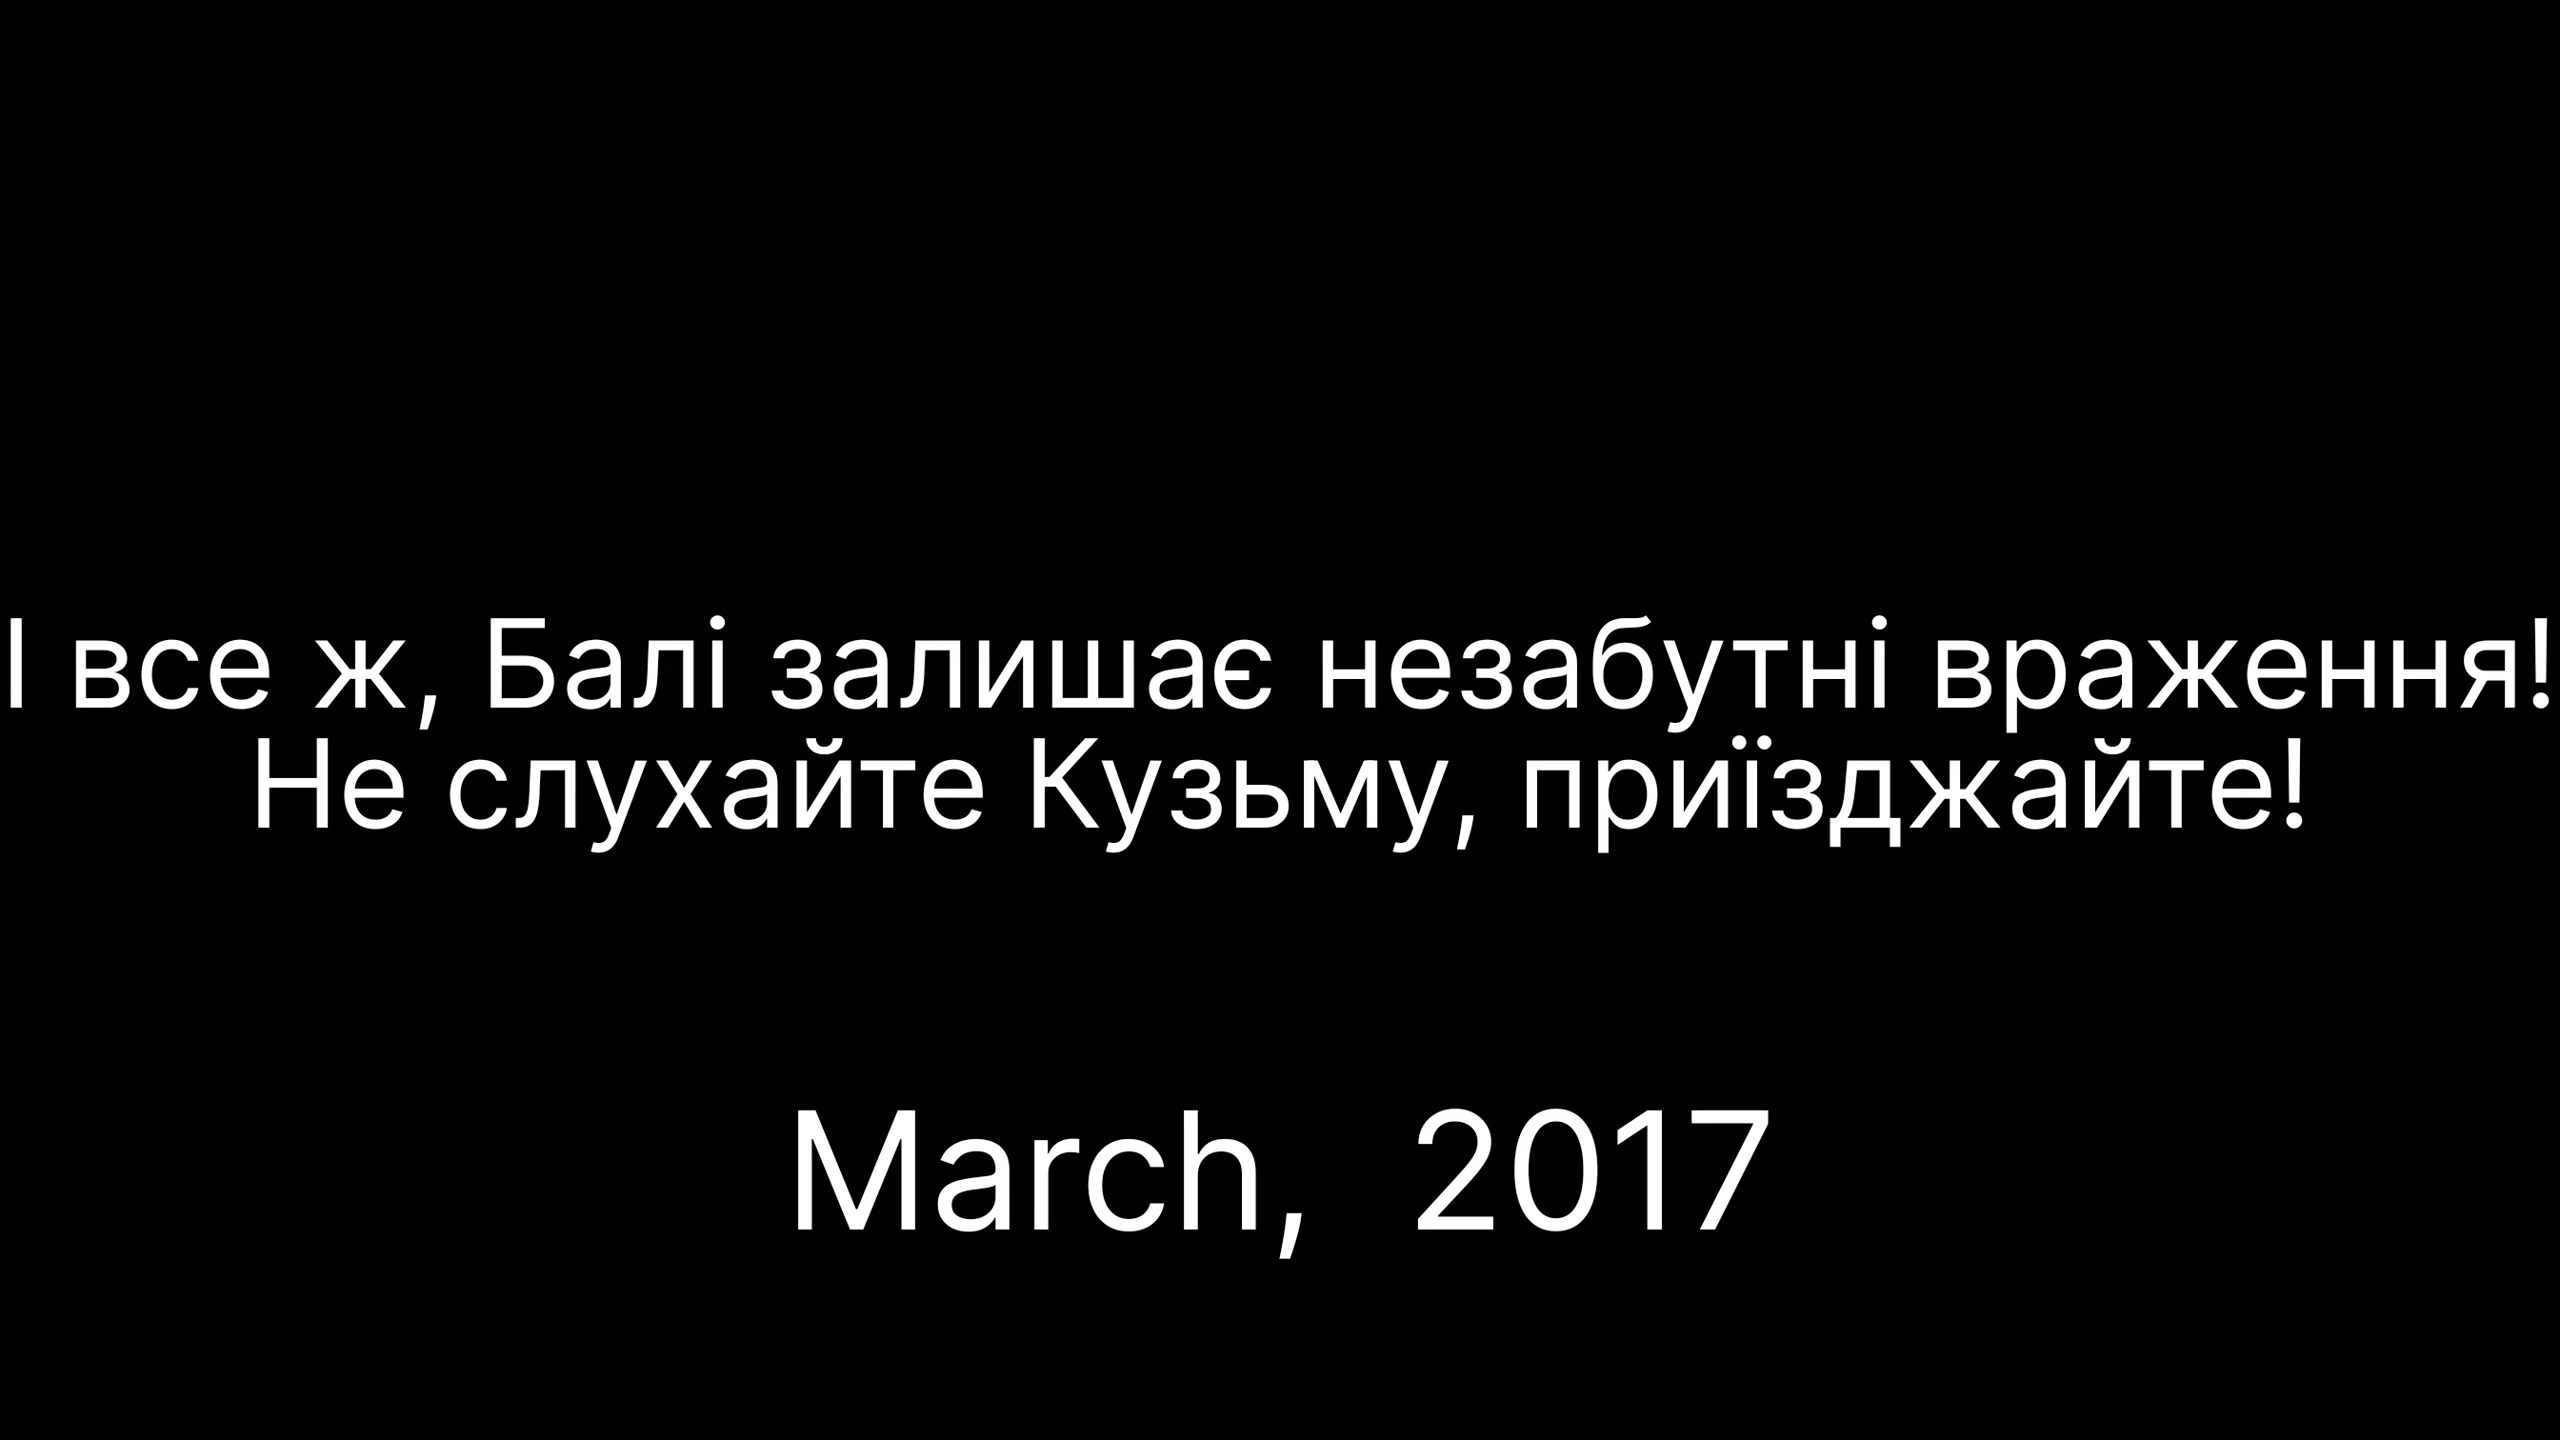 І все ж, Балі залишає незабутні враження!
Не слухайте Кузьму, приїзджайте!
March, 2017